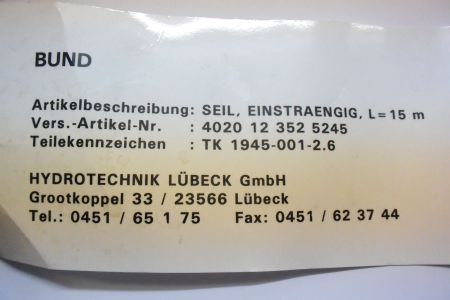 BUND
Artikelbeschreibung: SEIL, EINSTRAENGIG, L=15 m
Vers.-Artikel-Nr. : 4020 12 352 5245
Teilekennzeichen : TK 1945-001-2.6
HYDROTECHNIK LÜBECK GmbH
Grootkoppel 33 / 23566 Lübeck
Tel.: 0451 / 65 1 75 Fax: 0451 / 62 37 44